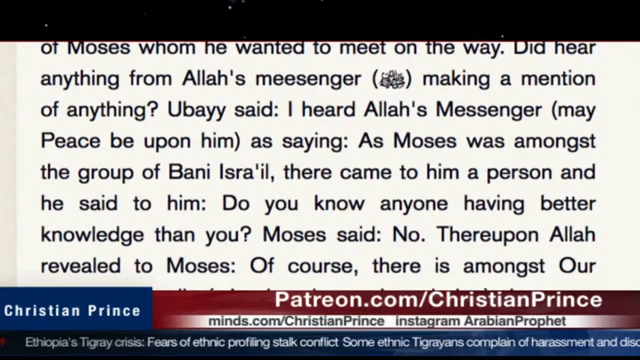 of Moses whom he wanted to meet on the way. Did hear
anything from Allah's meesenger (ﷺ) making a mention
of anything? Ubayy said: I heard Allah's Messenger (may
Peace be upon him) as saying: As Moses was amongst
the group of Bani Isra'il, there came to him a person and
he said to him: Do you know anyone having better
knowledge than you? Moses said: No. Thereupon Allah
revealed to Moses: Of course, there is amongst Our
Christian Prince
Patreon.com/ChristianPrince
minds.com/ChristianPrince instagram ArabianProphet
Ethiopia's Tigray crisis: Fears of ethnic profiling stalk conflict Some ethnic Tigrayans complain of harassment and disc